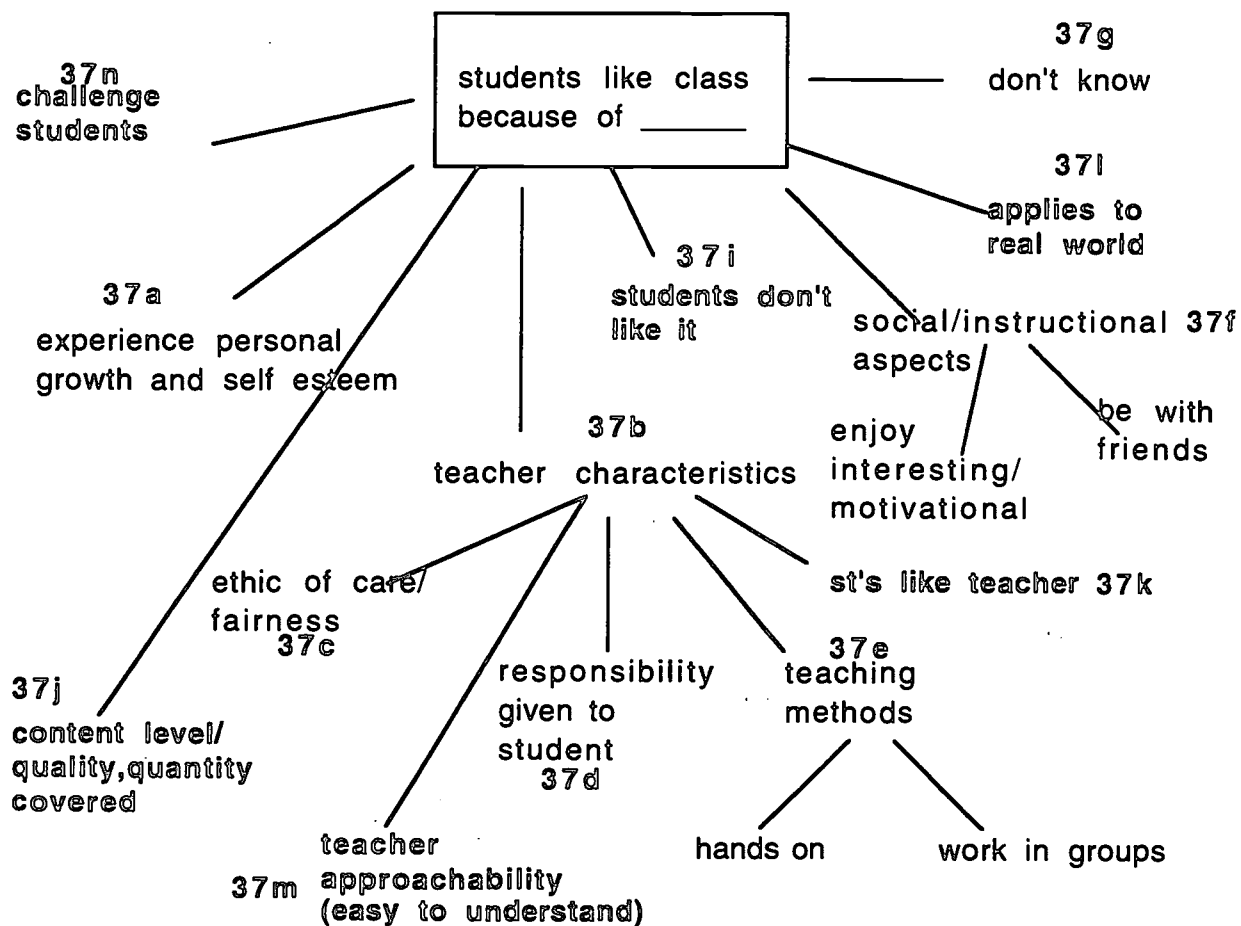 students like class
because of ________
37g
don't know
37n
challenge
students
37l
applies to
real world
37i
students don't
like it
37a
experience personal
growth and self esteem
social/instructional 37f
aspects
be with
friends
enjoy
interesting/
motivational
37b
teacher characteristics
ethic of care/
fairness
37c
st's like teacher 37k
37e
teaching
methods
responsibility
given to
student
37d
37j
content level/
quality,quantity
covered
hands on
work in groups
37m
teacher
approachability
(easy to understand)